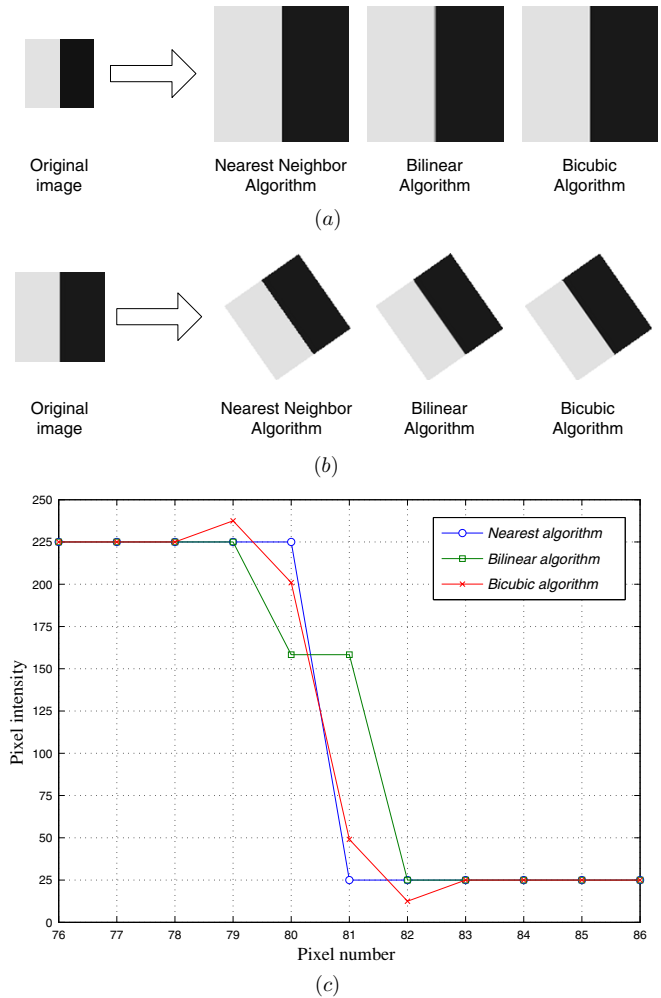 Original
image
Nearest Neighbor
Algorithm
Bilinear
Algorithm
Bicubic
Algorithm
(a)
Original
image
Nearest Neighbor
Algorithm
Bilinear
Algorithm
Bicubic
Algorithm
(b)
250
225
200
175
150
125
100
75
50
25
0
Pixel intensity
Nearest algorithm
Bilinear algorithm
Bicubic algorithm
76 77 78 79 80 81 82 83 84 85 86
Pixel number
(c)